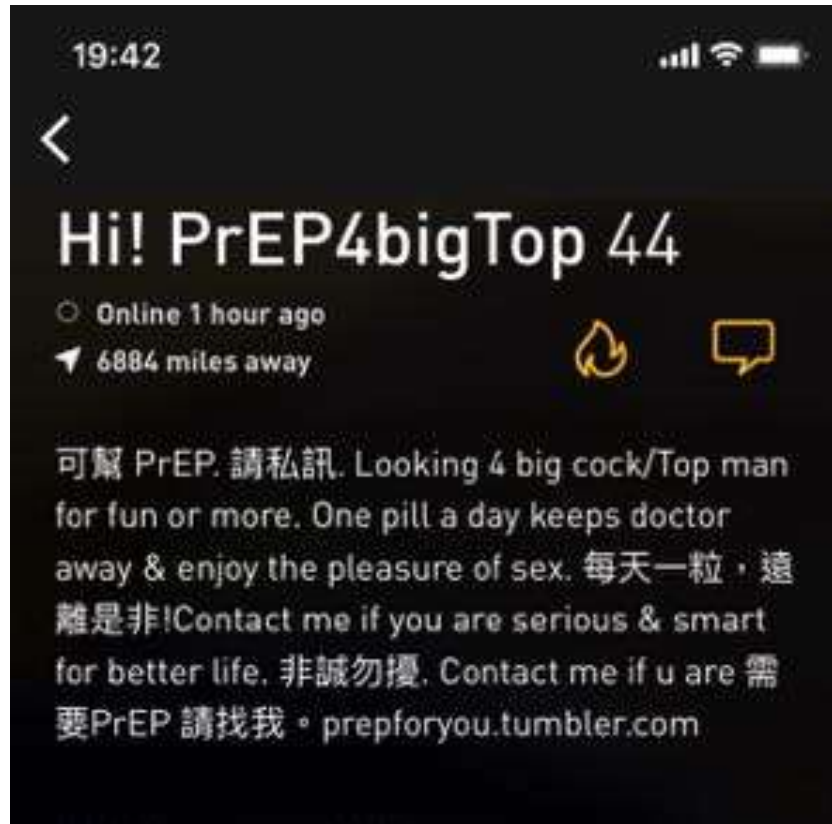 19:42
Hi! PrEP4bigTop 44
Online 1 hour ago
6884 miles away
可幫 PrEP. 請私訊. Looking 4 big cock/Top man
for fun or more. One pill a day keeps doctor
away & enjoy the pleasure of sex. 每天一粒，遠
離是非!Contact me if you are serious & smart
for better life. 非誠勿擾. Contact me if u are 需
要PrEP 請找我。prepforyou.tumbler.com